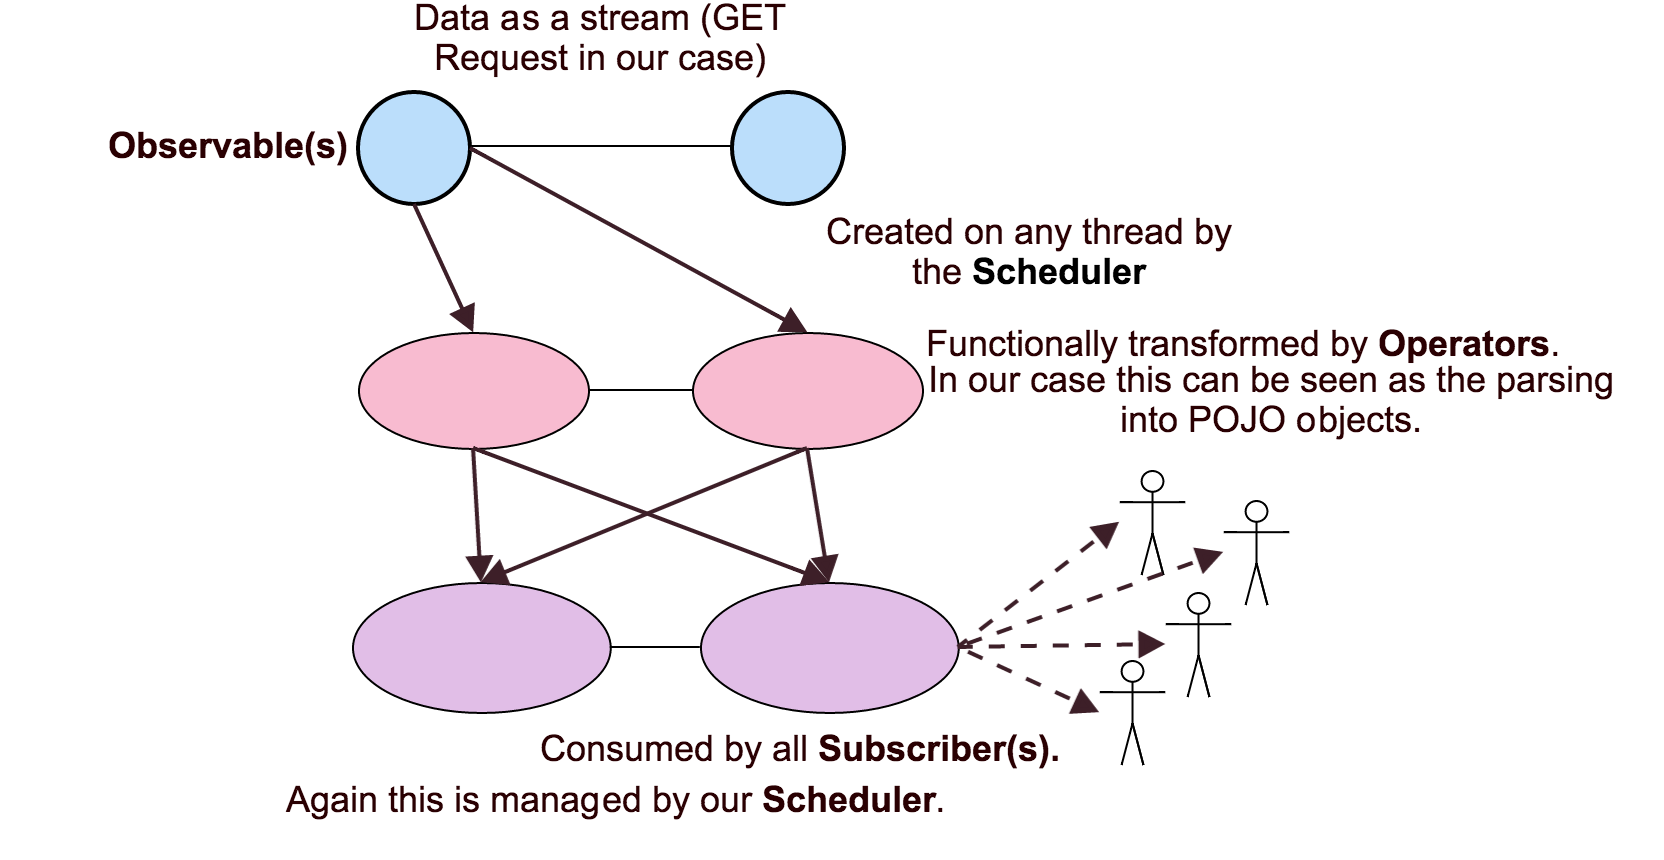 Data as a stream (GET
Request in our case)
Observable(s)
Created on any thread by
the Scheduler
Functionally transformed by Operators.
In our case this can be seen as the parsing
into POJO objects.
Consumed by all Subscriber(s).
Again this is managed by our Scheduler.